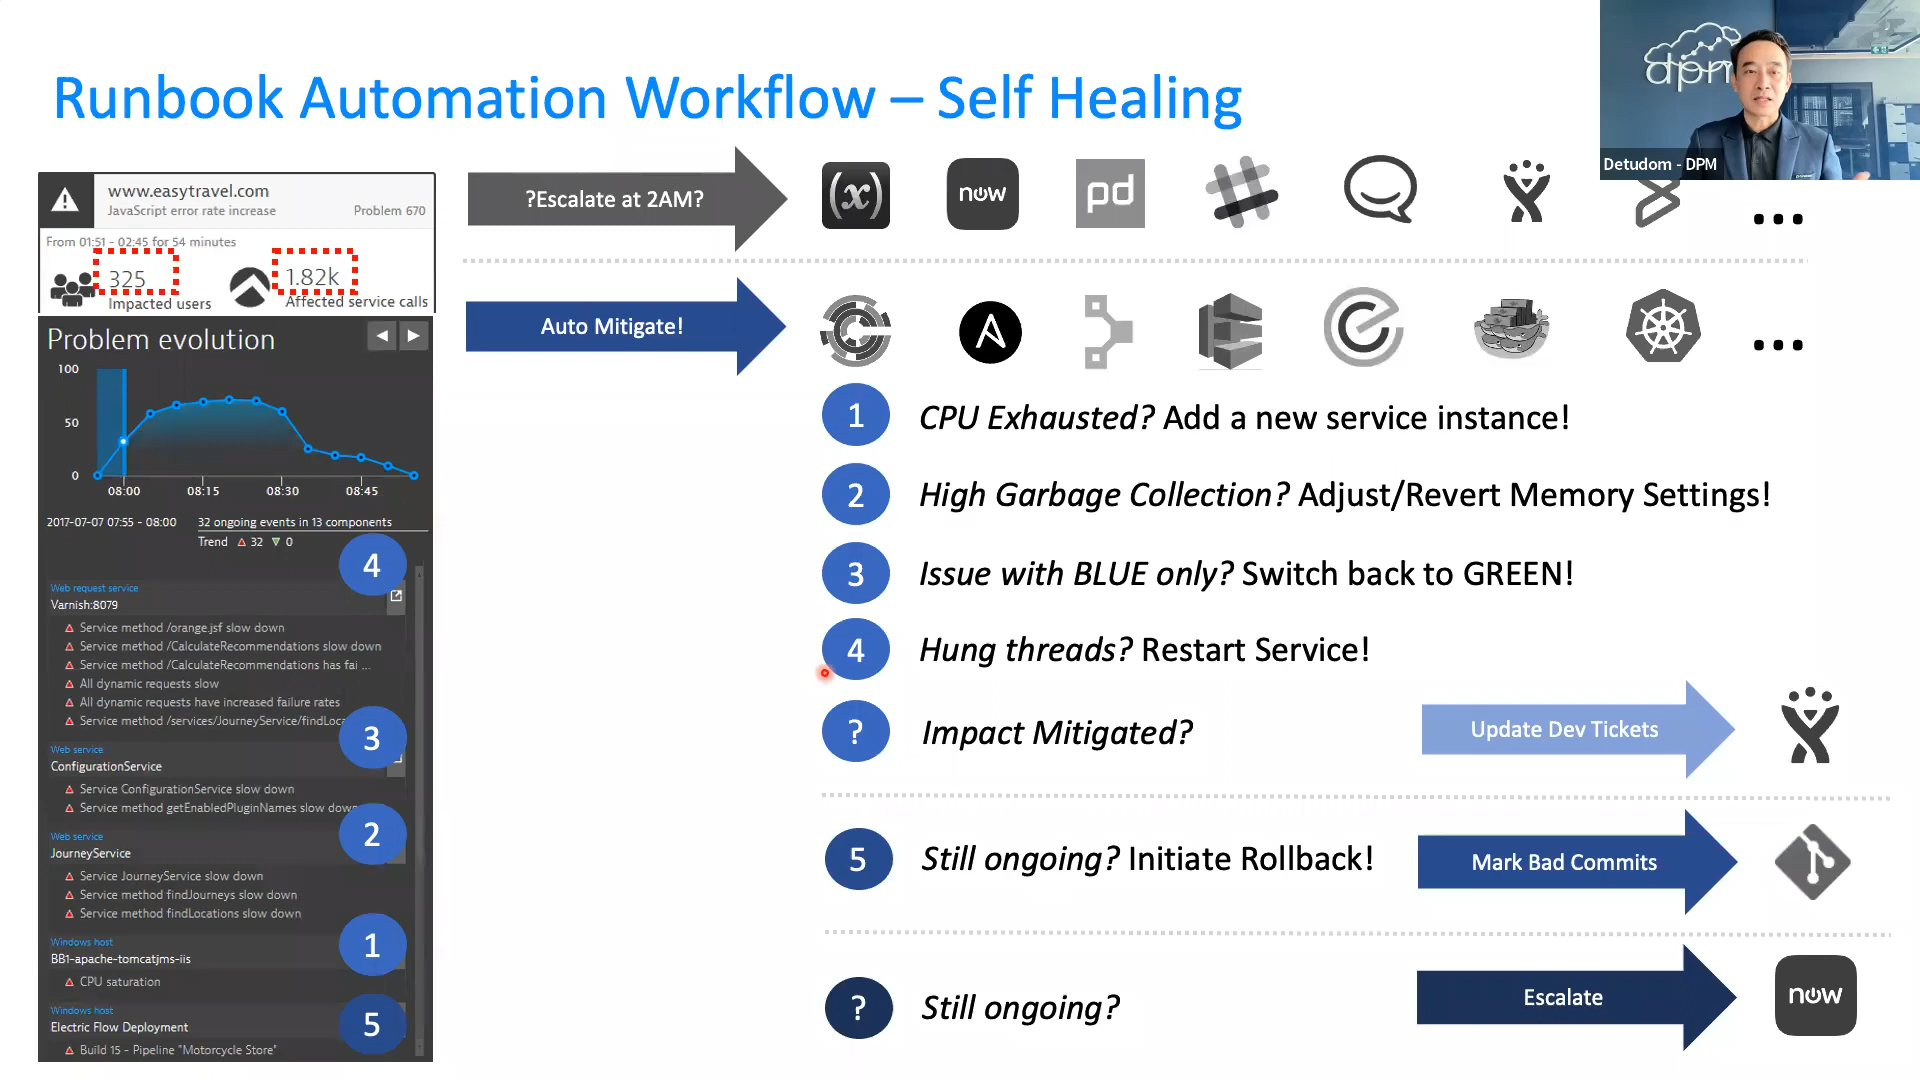 Runbook Automation Workflow – Self Healing
dpm
Detudom - DPM
www.easytravel.com
JavaScript error rate increase
Problem 670
From 01:51 - 02:45 for 54 minutes
325
Impacted users
1.82k
Affected service calls
?Escalate at 2AM?
(x)
now
pd
...
Auto Mitigate!
...
Problem evolution
100
50
0
08:00
08:15
08:30
08:45
2017-07-07 07:55 - 08:00
32 ongoing events in 13 components
Trend 32 0
4
Web request service
Varnish:8079
Service method /orange.jsf slow down
Service method /CalculateRecommendations slow down
Service method /CalculateRecommendations has fai ...
All dynamic requests slow
All dynamic requests have increased failure rates
Service method /services/JourneyService/findLoca
3
Web service
ConfigurationService
Service ConfigurationService slow down
Service method getEnabledPluginNames slow down
2
Web service
JourneyService
Service JourneyService slow down
Service method findJourneys slow down
Service method findLocations slow down
1
Windows host
BB1-apache-tomcatjms-iis
CPU saturation
5
Windows host
Electric Flow Deployment
Build 15 - Pipeline "Motorcycle Store"
1 CPU Exhausted? Add a new service instance!
2 High Garbage Collection? Adjust/Revert Memory Settings!
3 Issue with BLUE only? Switch back to GREEN!
4 Hung threads? Restart Service!
? Impact Mitigated?
Update Dev Tickets
5 Still ongoing? Initiate Rollback!
Mark Bad Commits
? Still ongoing?
Escalate
now